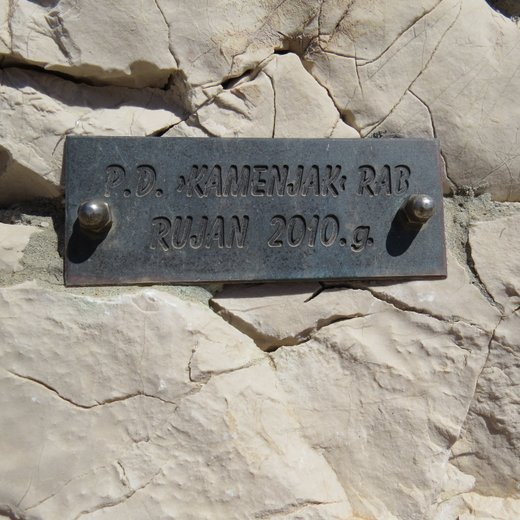 P.D. ›KAMENJAK‹ RAB
RUJAN 2010.g.